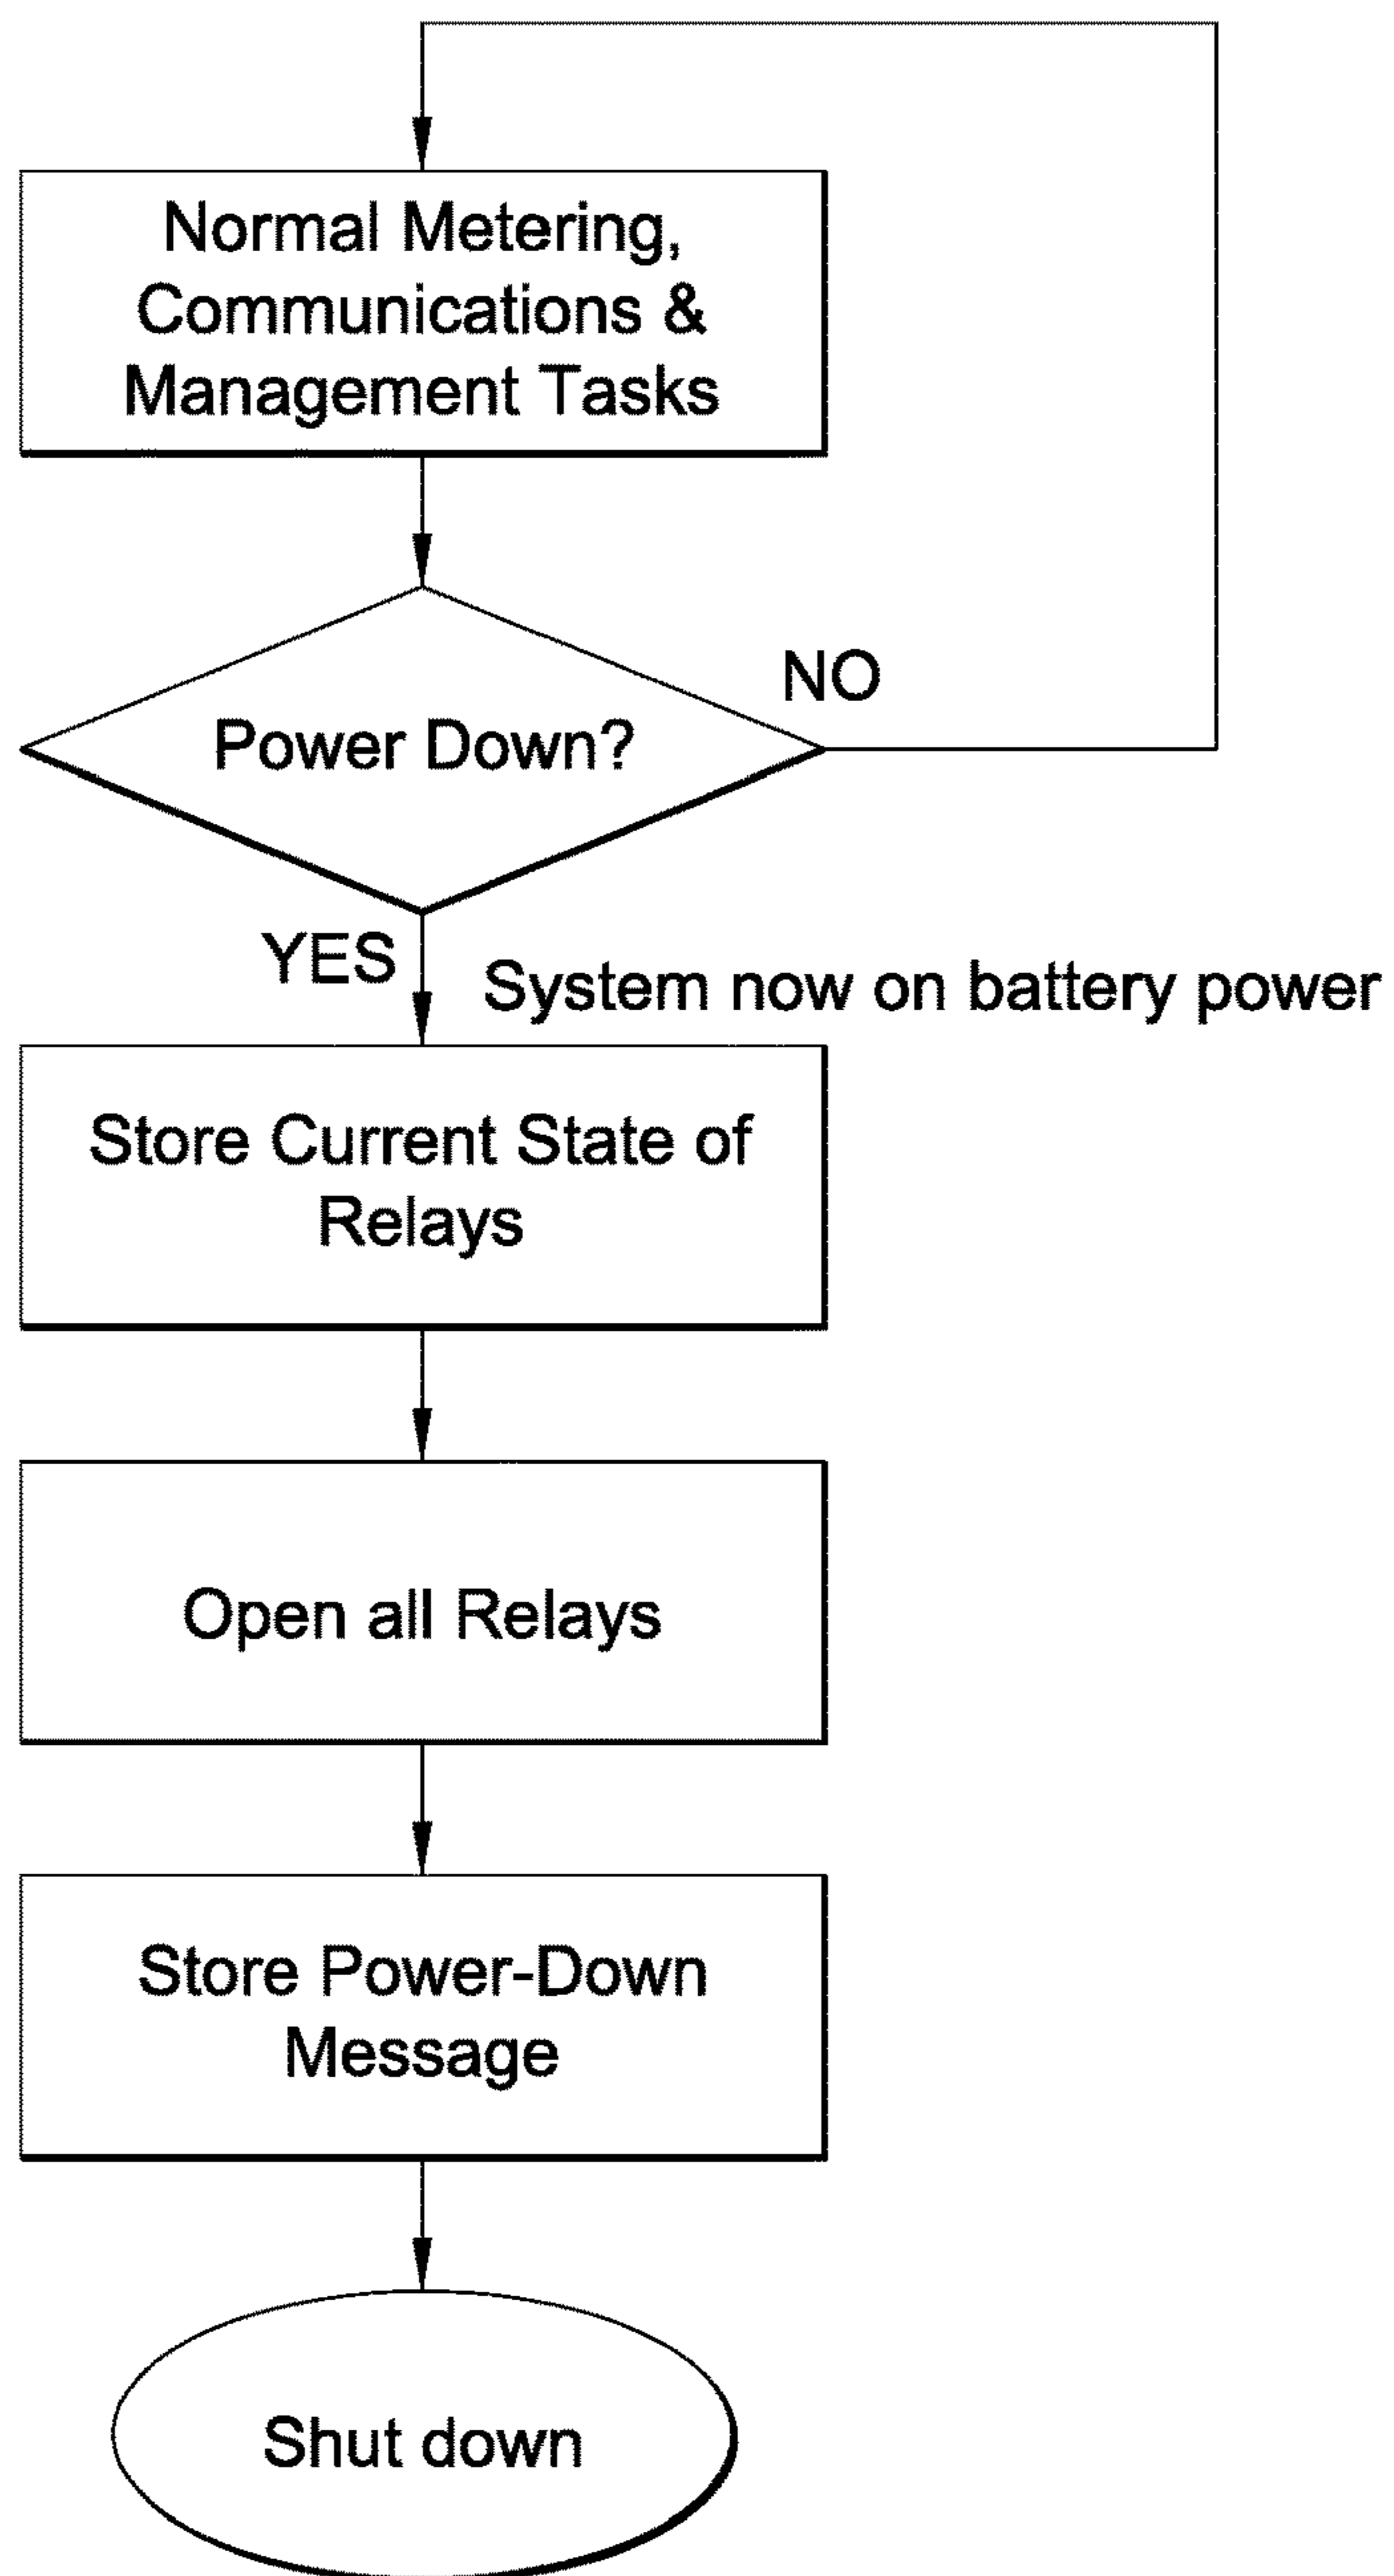 Normal Metering,
Communications &
Management Tasks
Power Down?
NO
YES
System now on battery power
Store Current State of
Relays
Open all Relays
Store Power-Down
Message
Shut down